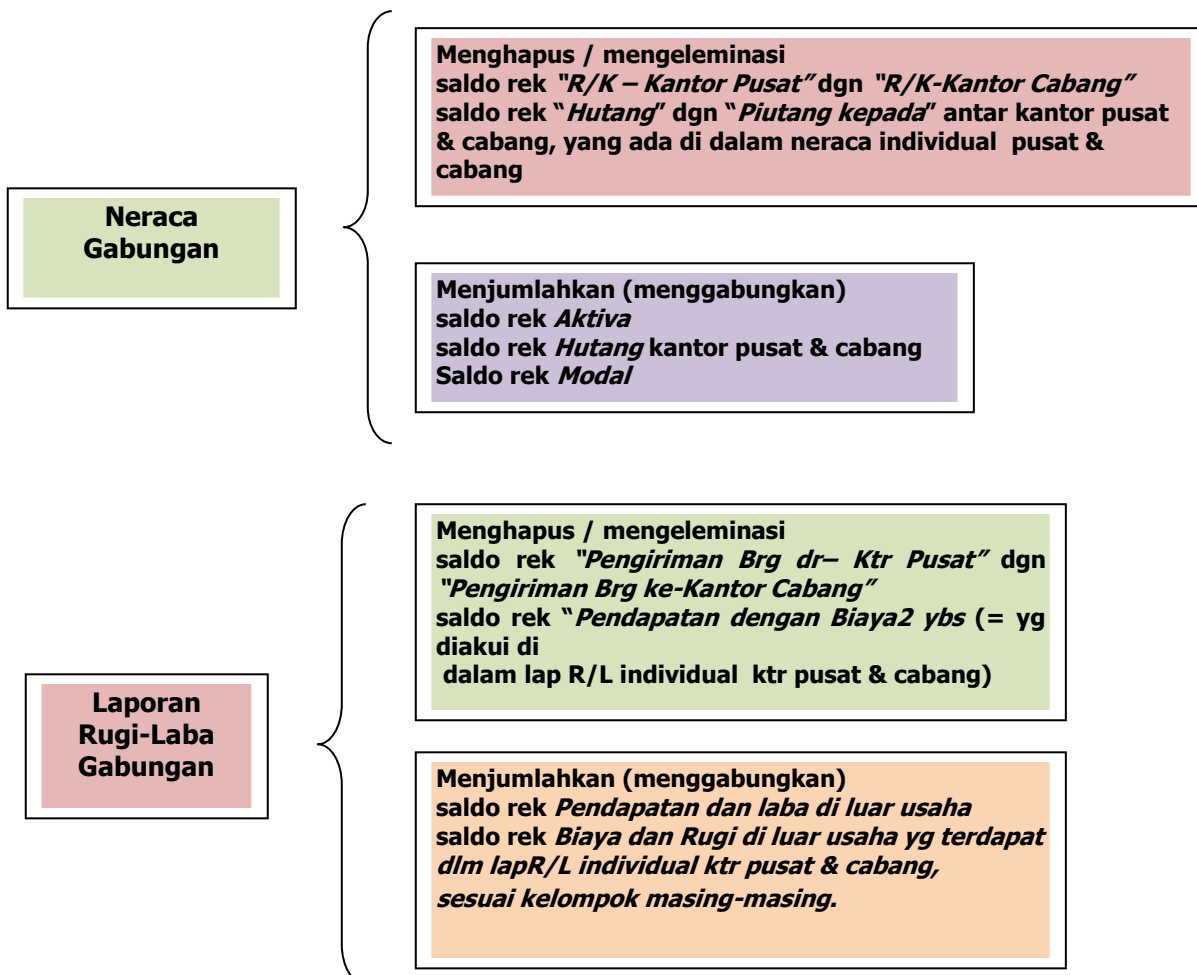 Menghapus / mengeleminasi
saldo rek “R/K – Kantor Pusat” dgn “R/K-Kantor Cabang”
saldo rek “Hutang” dgn “Piutang kepada” antar kantor pusat
& cabang, yang ada di dalam neraca individual pusat &
cabang
Neraca
Gabungan
Menjumlahkan (menggabungkan)
saldo rek Aktiva
saldo rek Hutang kantor pusat & cabang
Saldo rek Modal
Menghapus / mengeleminasi
saldo rek “Pengiriman Brg dr– Ktr Pusat” dgn
“Pengiriman Brg ke-Kantor Cabang”
saldo rek “Pendapatan dengan Biaya2 ybs (= yg
diakui di
dalam lap R/L individual ktr pusat & cabang)
Laporan
Rugi-Laba
Gabungan
Menjumlahkan (menggabungkan)
saldo rek Pendapatan dan laba di luar usaha
saldo rek Biaya dan Rugi di luar usaha yg terdapat
dlm lapR/L individual ktr pusat & cabang,
sesuai kelompok masing-masing.